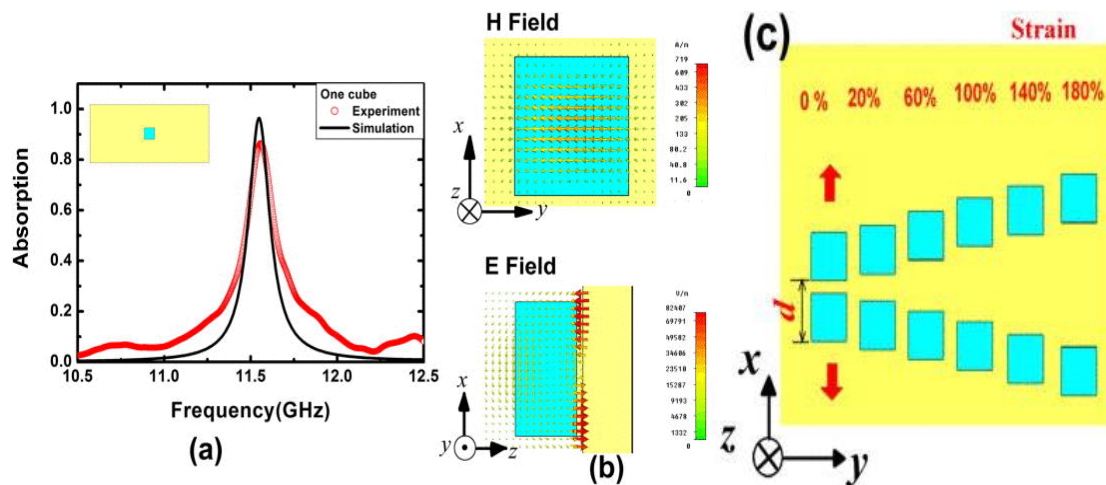 One cube
Experiment
Simulation
1.0
0.8
0.6
0.4
0.2
0.0
Absorption
10.5 11.0 11.5 12.0 12.5
Frequency(GHz)
(a)
H Field
A/m
719
639
403
302
205
133
80.2
40.8
11.6
0
x
z
y
E Field
V/m
82407
69791
49582
34606
15287
9193
4678
1332
0
x
y
z
(b)
(c)
Strain
0 % 20% 60% 100% 140% 180%
d
x
z
y